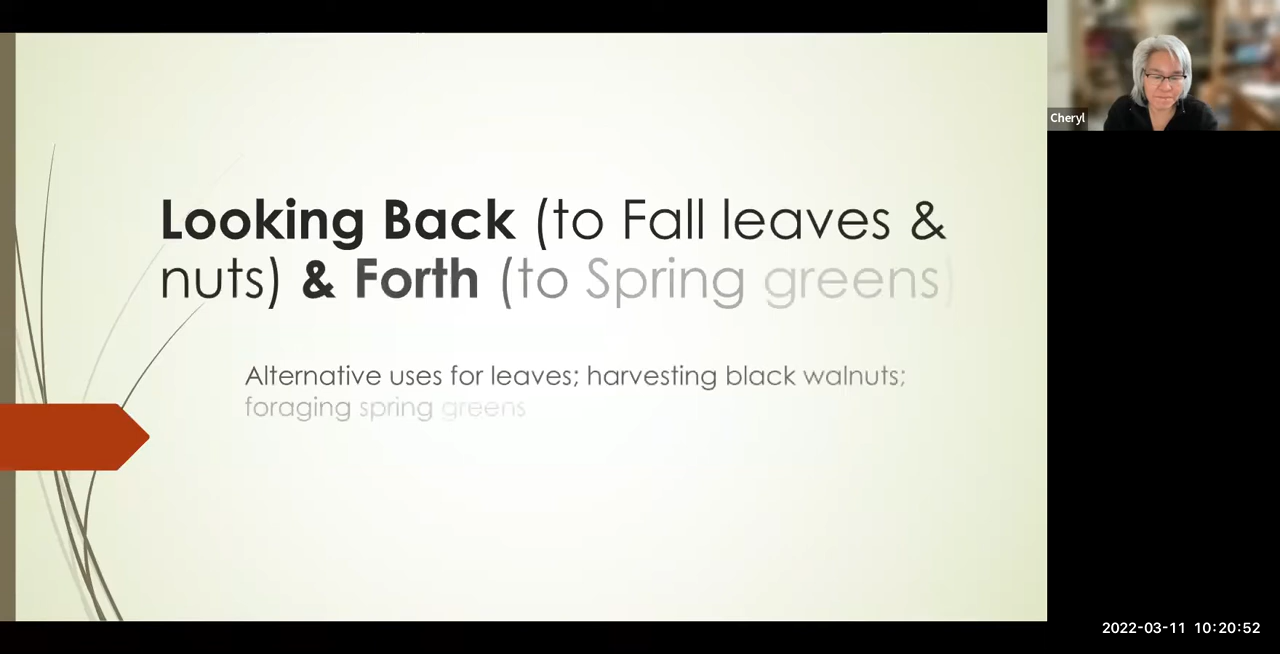 Looking Back (to Fall leaves &
nuts) & Forth (to Spring greens)
Alternative uses for leaves; harvesting black walnuts;
foraging spring greens
Cheryl
2022-03-11 10:20:52